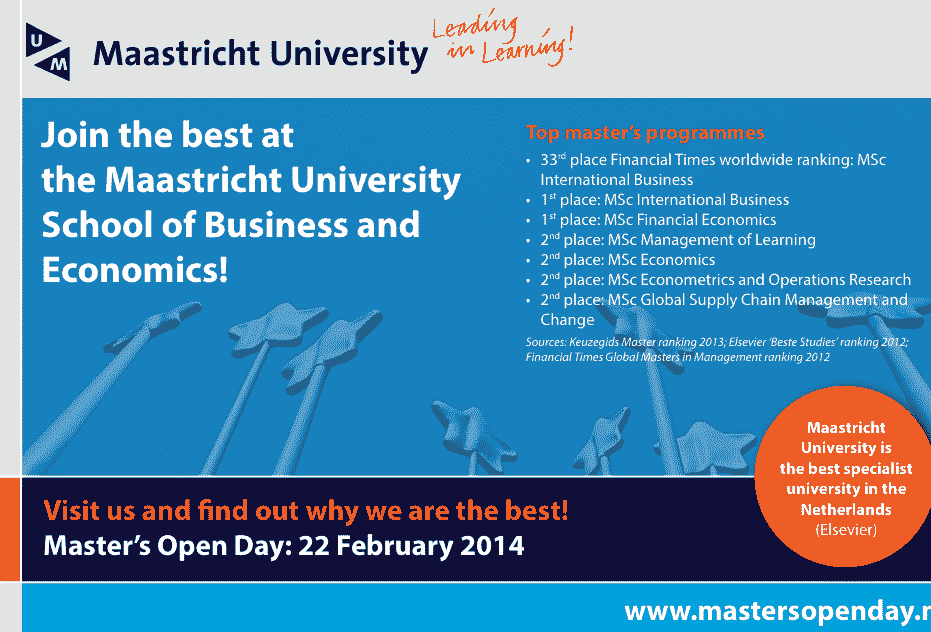 U
M
Maastricht University
Leading
in Learning!
Join the best at
the Maastricht University
School of Business and
Economics!
Top master's programmes
• 33rd place Financial Times worldwide ranking: MSc
International Business
• 1st place: MSc International Business
• 1st place: MSc Financial Economics
• 2nd place: MSc Management of Learning
• 2nd place: MSc Economics
• 2nd place: MSc Econometrics and Operations Research
• 2nd place: MSc Global Supply Chain Management and
Change
Sources: Keuzegids Master ranking 2013; Elsevier 'Beste Studies' ranking 2012;
Financial Times Global Masters in Management ranking 2012
Maastricht
University is
the best specialist
university in the
Netherlands
(Elsevier)
Visit us and find out why we are the best!
Master's Open Day: 22 February 2014
www.mastersopenday.